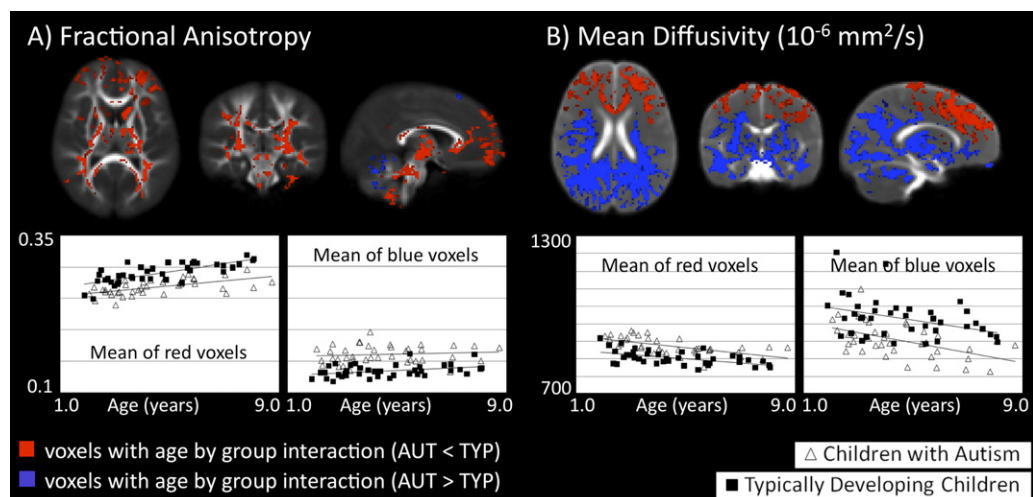 A) Fractional Anisotropy
B) Mean Diffusivity (10⁻⁶ mm²/s)
0.35
Mean of red voxels
0.1
Mean of blue voxels
1.0 Age (years) 9.0
1.0 Age (years) 9.0
1300
Mean of red voxels
700
Mean of blue voxels
1.0 Age (years) 9.0
1.0 Age (years) 9.0
voxels with age by group interaction (AUT < TYP)
voxels with age by group interaction (AUT > TYP)
Children with Autism
Typically Developing Children